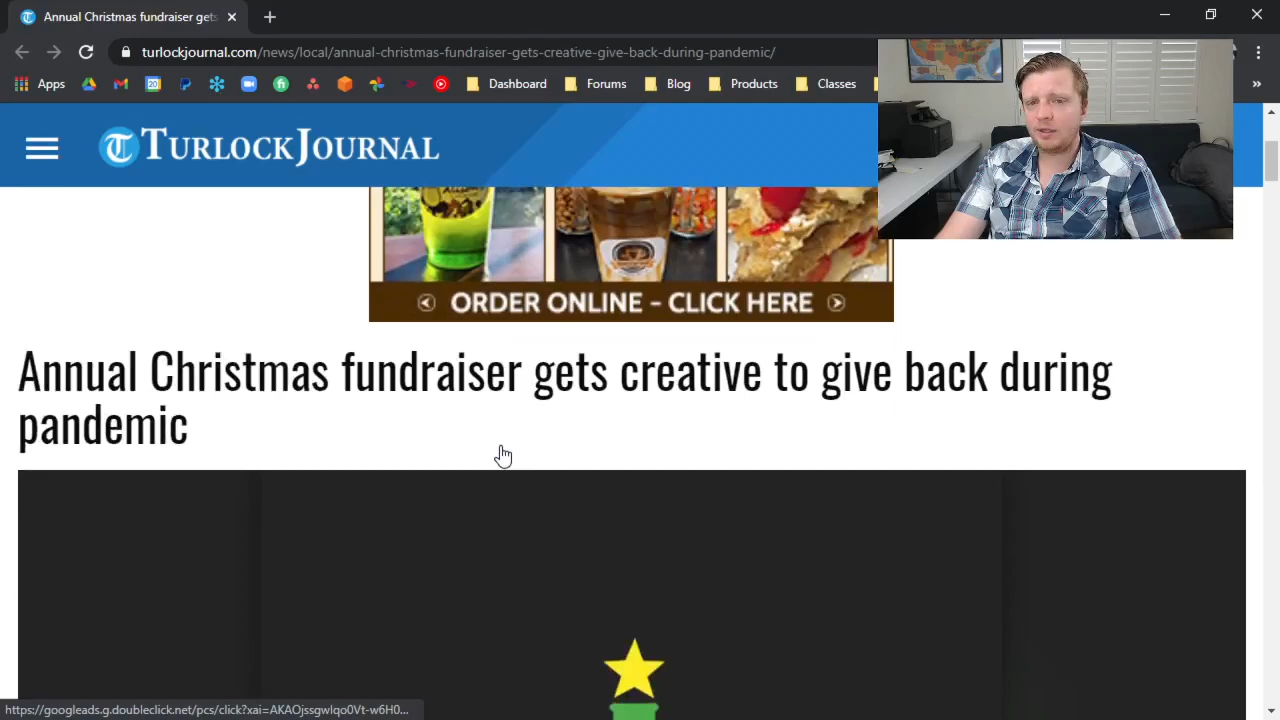 Annual Christmas fundraiser gets
turlockjournal.com/news/local/annual-christmas-fundraiser-gets-creative-give-back-during-pandemic/
Apps
20
Dashboard
Forums
Blog
Products
Classes
TURLOCK JOURNAL
ORDER ONLINE - CLICK HERE
Annual Christmas fundraiser gets creative to give back during
pandemic
https://googleads.g.doubleclick.net/pcs/click?xai=AKAOjssgwlqo0Vt-w6H0...